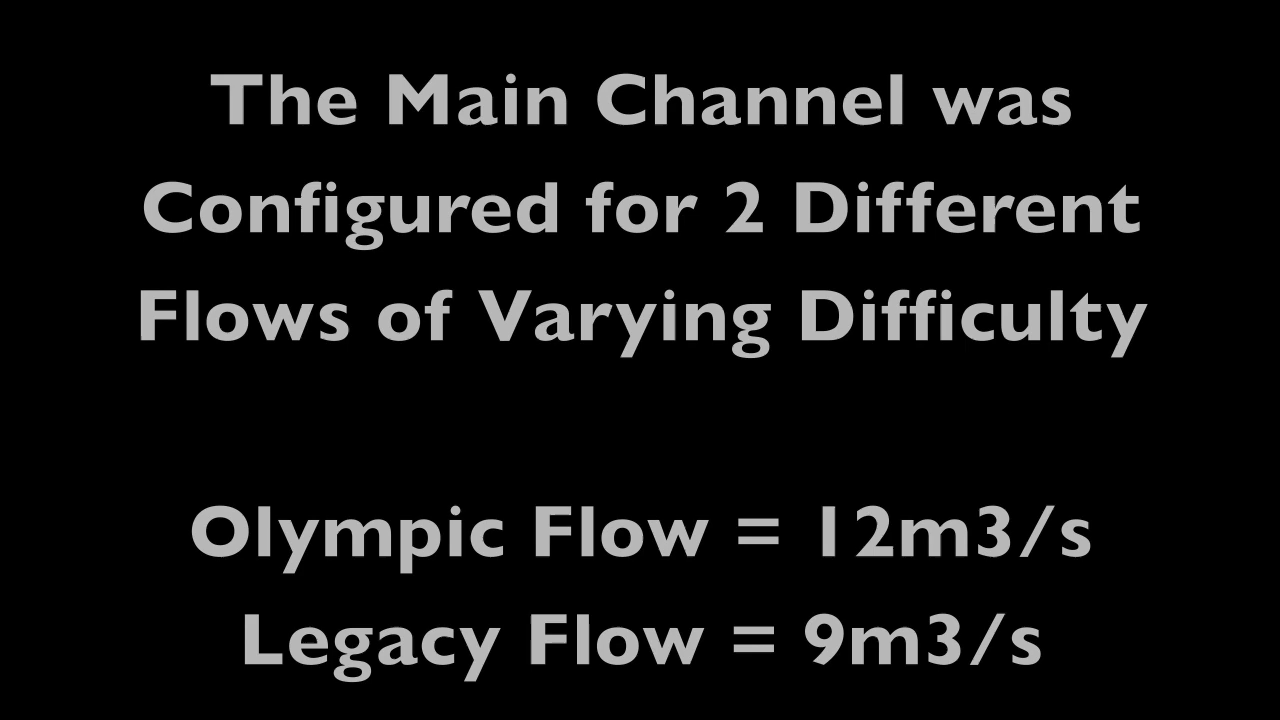 The Main Channel was
Configured for 2 Different
Flows of Varying Difficulty
Olympic Flow = 12m3/s
Legacy Flow = 9m3/s